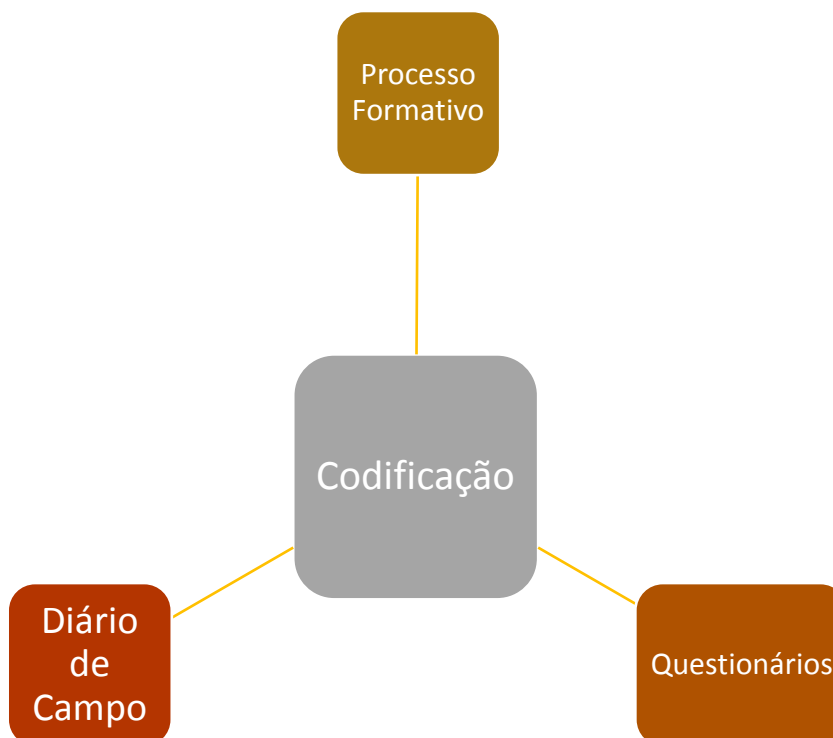 Processo
Formativo
Codificação
Diário
de
Campo
Questionários